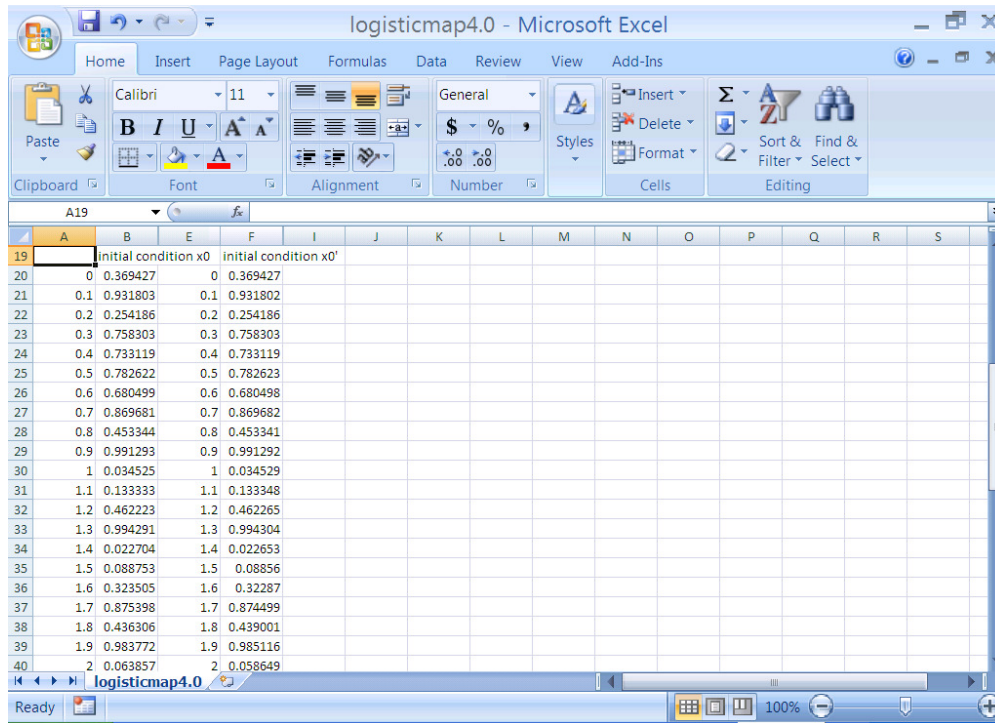 logisticmap4.0 - Microsoft Excel
Home Insert Page Layout Formulas Data Review View Add-Ins
Calibri 11 General Σ Insert
Paste B I U A A $ % , Styles Delete Sort & Find &
.0 .00 .00 .0 Format Filter Select
Clipboard Font Alignment Number Cells Editing
A19 fx
A B E F I J K L M N O P Q R S
19 initial condition x0 initial condition x0'
20 0 0.369427 0 0.369427
21 0.1 0.931803 0.1 0.931802
22 0.2 0.254186 0.2 0.254186
23 0.3 0.758303 0.3 0.758303
24 0.4 0.733119 0.4 0.733119
25 0.5 0.782622 0.5 0.782623
26 0.6 0.680499 0.6 0.680498
27 0.7 0.869681 0.7 0.869682
28 0.8 0.453344 0.8 0.453341
29 0.9 0.991293 0.9 0.991292
30 1 0.034525 1 0.034529
31 1.1 0.133333 1.1 0.133348
32 1.2 0.462223 1.2 0.462265
33 1.3 0.994291 1.3 0.994304
34 1.4 0.022704 1.4 0.022653
35 1.5 0.088753 1.5 0.08856
36 1.6 0.323505 1.6 0.32287
37 1.7 0.875398 1.7 0.874499
38 1.8 0.436306 1.8 0.439001
39 1.9 0.983772 1.9 0.985116
40 2 0.063857 2 0.058649
logisticmap4.0
Ready 100%